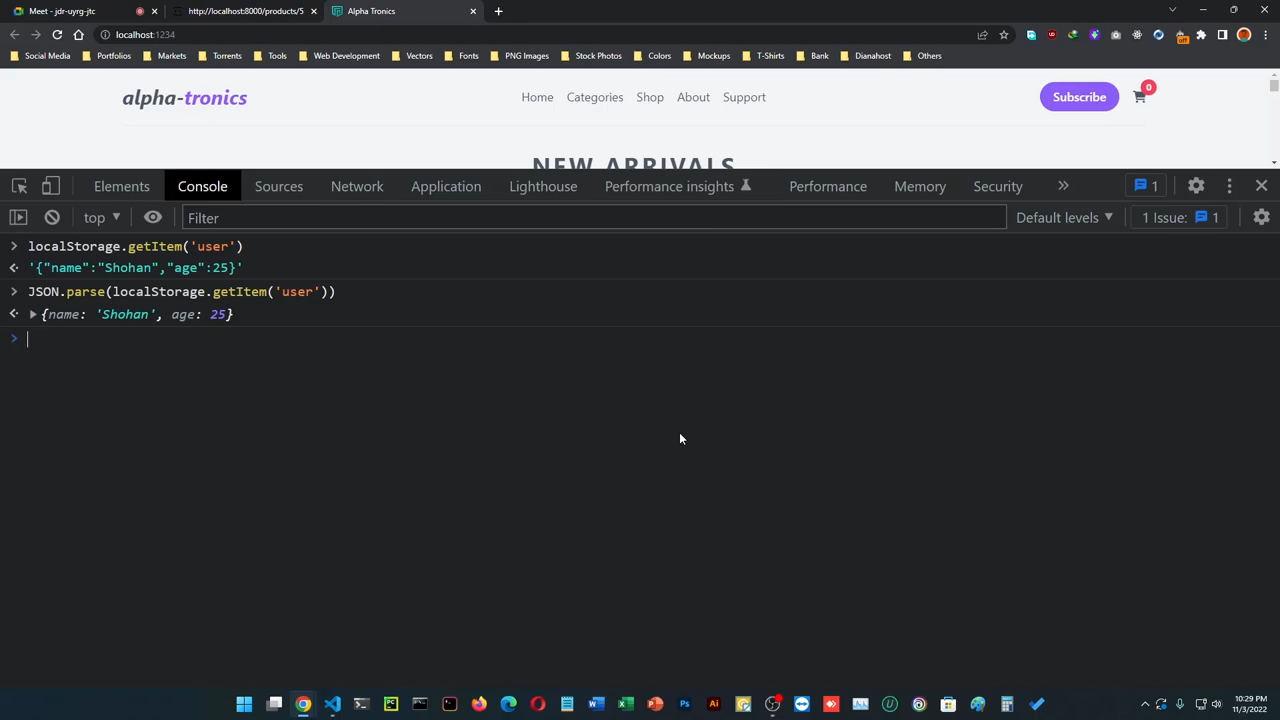 Meet - jdr-uyrg-jtc
http://localhost:8000/products/5
Alpha Tronics
localhost:1234
Social Media Portfolios Markets Torrents Tools Web Development Vectors Fonts PNG Images Stock Photos Colors Mockups T-Shirts Bank Dianahost Others
off
alpha-tronics Home Categories Shop About Support Subscribe 0
NEW ARRIVALS
Elements Console Sources Network Application Lighthouse Performance insights Performance Memory Security » 1
top Filter Default levels 1 Issue: 1
> localStorage.getItem('user')
'{"name":"Shohan","age":25}'
> JSON.parse(localStorage.getItem('user'))
{name: 'Shohan', age: 25}
>
10:29 PM
11/3/2022